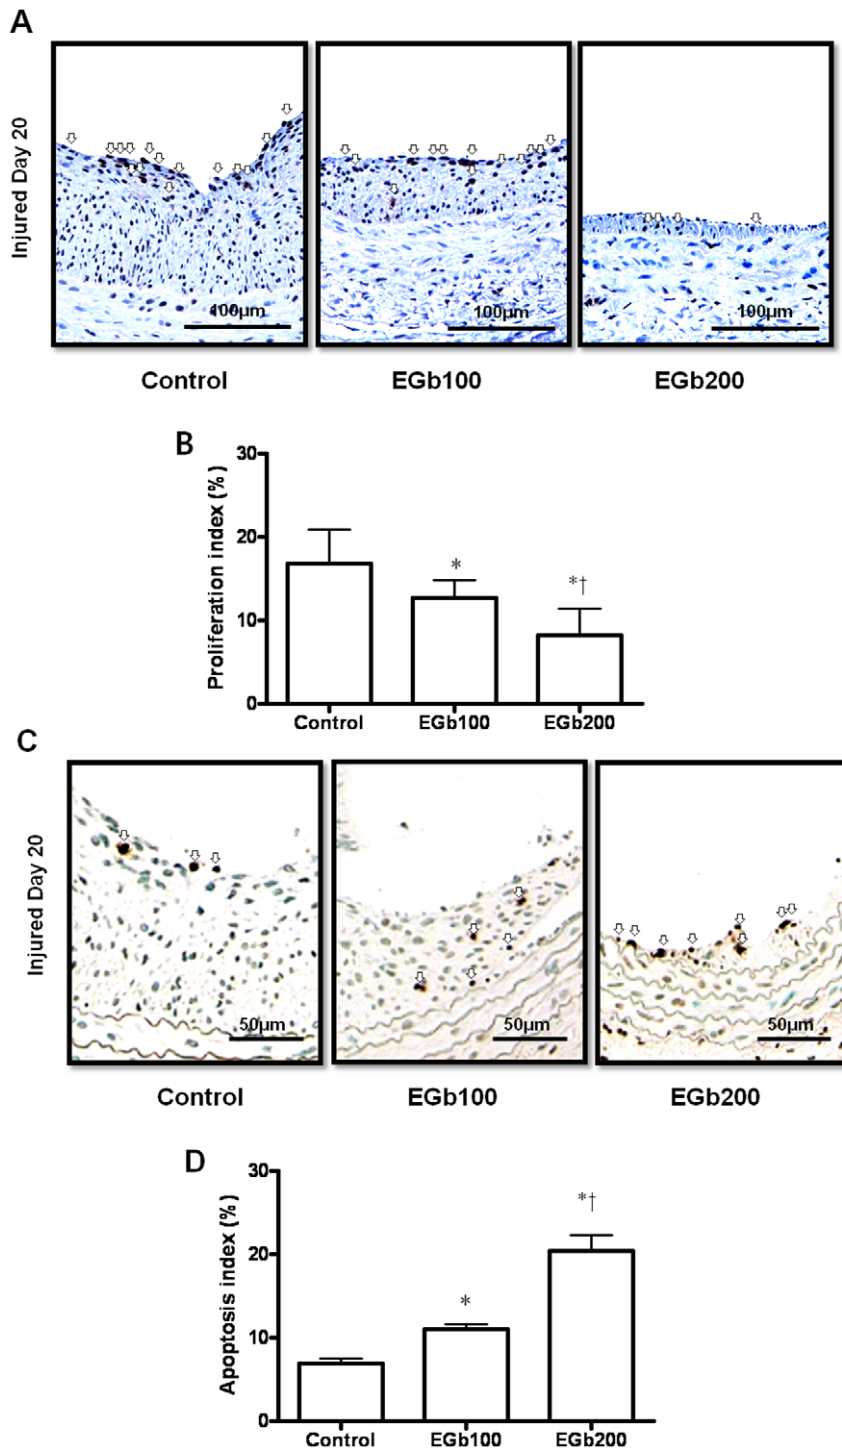 A
Injured Day 20
100μm 100μm 100μm
Control EGb100 EGb200
B
Proliferation index (%)
30
20
10
0
*
*†
Control EGb100 EGb200
C
Injured Day 20
50μm 50μm 50μm
Control EGb100 EGb200
D
Apoptosis index (%)
30
20
10
0
*
*†
Control EGb100 EGb200